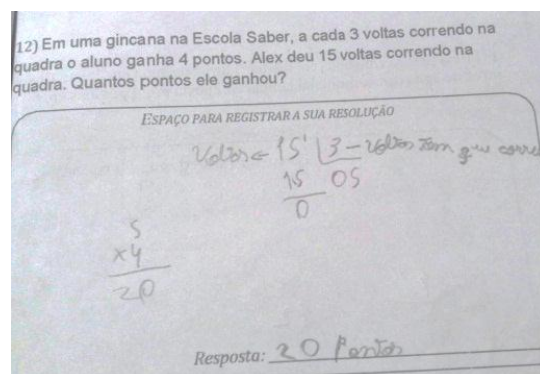 12) Em uma gincana na Escola Saber, a cada 3 voltas correndo na
quadra o aluno ganha 4 pontos. Alex deu 15 voltas correndo na
quadra. Quantos pontos ele ganhou?
ESPAÇO PARA REGISTRAR A SUA RESOLUÇÃO
Voltas 15 3 - voltas tem que corre
15 05
0
5
x4
20
Resposta: 20 Pontos